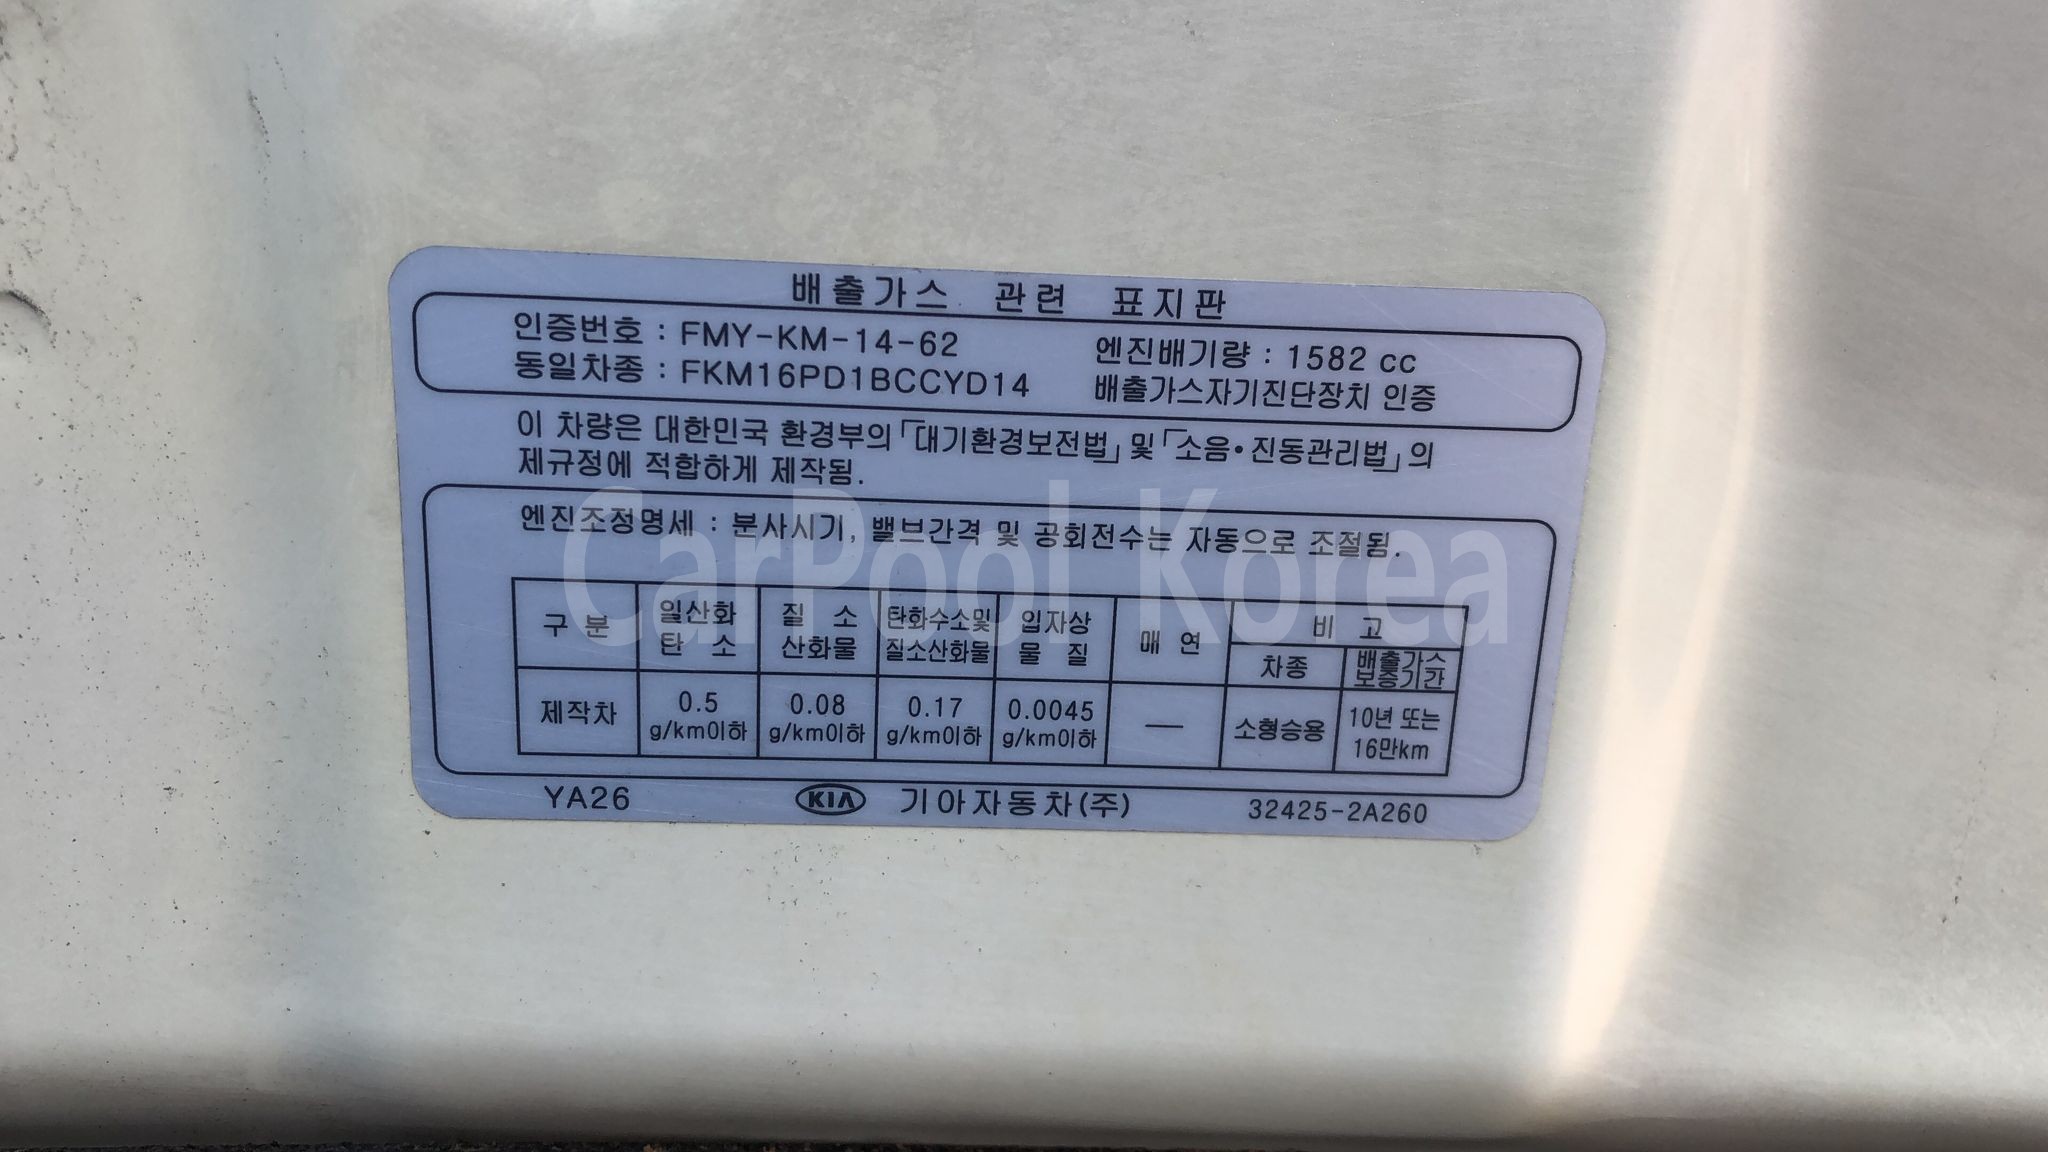 배출가스 관련 표지판
인증번호 : FMY-KM-14-62
엔진배기량 : 1582 cc
동일차종 : FKM16PD1BCCYD14
배출가스자기진단장치 인증
이 차량은 대한민국 환경부의 「대기환경보전법」 및 「소음•진동관리법」의
제규정에 적합하게 제작됨.
엔진조정명세 : 분사시기, 밸브간격 및 공회전수는 자동으로 조절됨.
구 분
일산화
탄 소
질 소
산화물
탄화수소및
질소산화물
입자상
물 질
매 연
비 고
차종
배출가스
보증기간
제작차
0.5
g/km이하
0.08
g/km이하
0.17
g/km이하
0.0045
g/km이하
—
소형승용
10년 또는
16만km
YA26
KIA 기아자동차(주)
32425-2A260
CarPool Korea